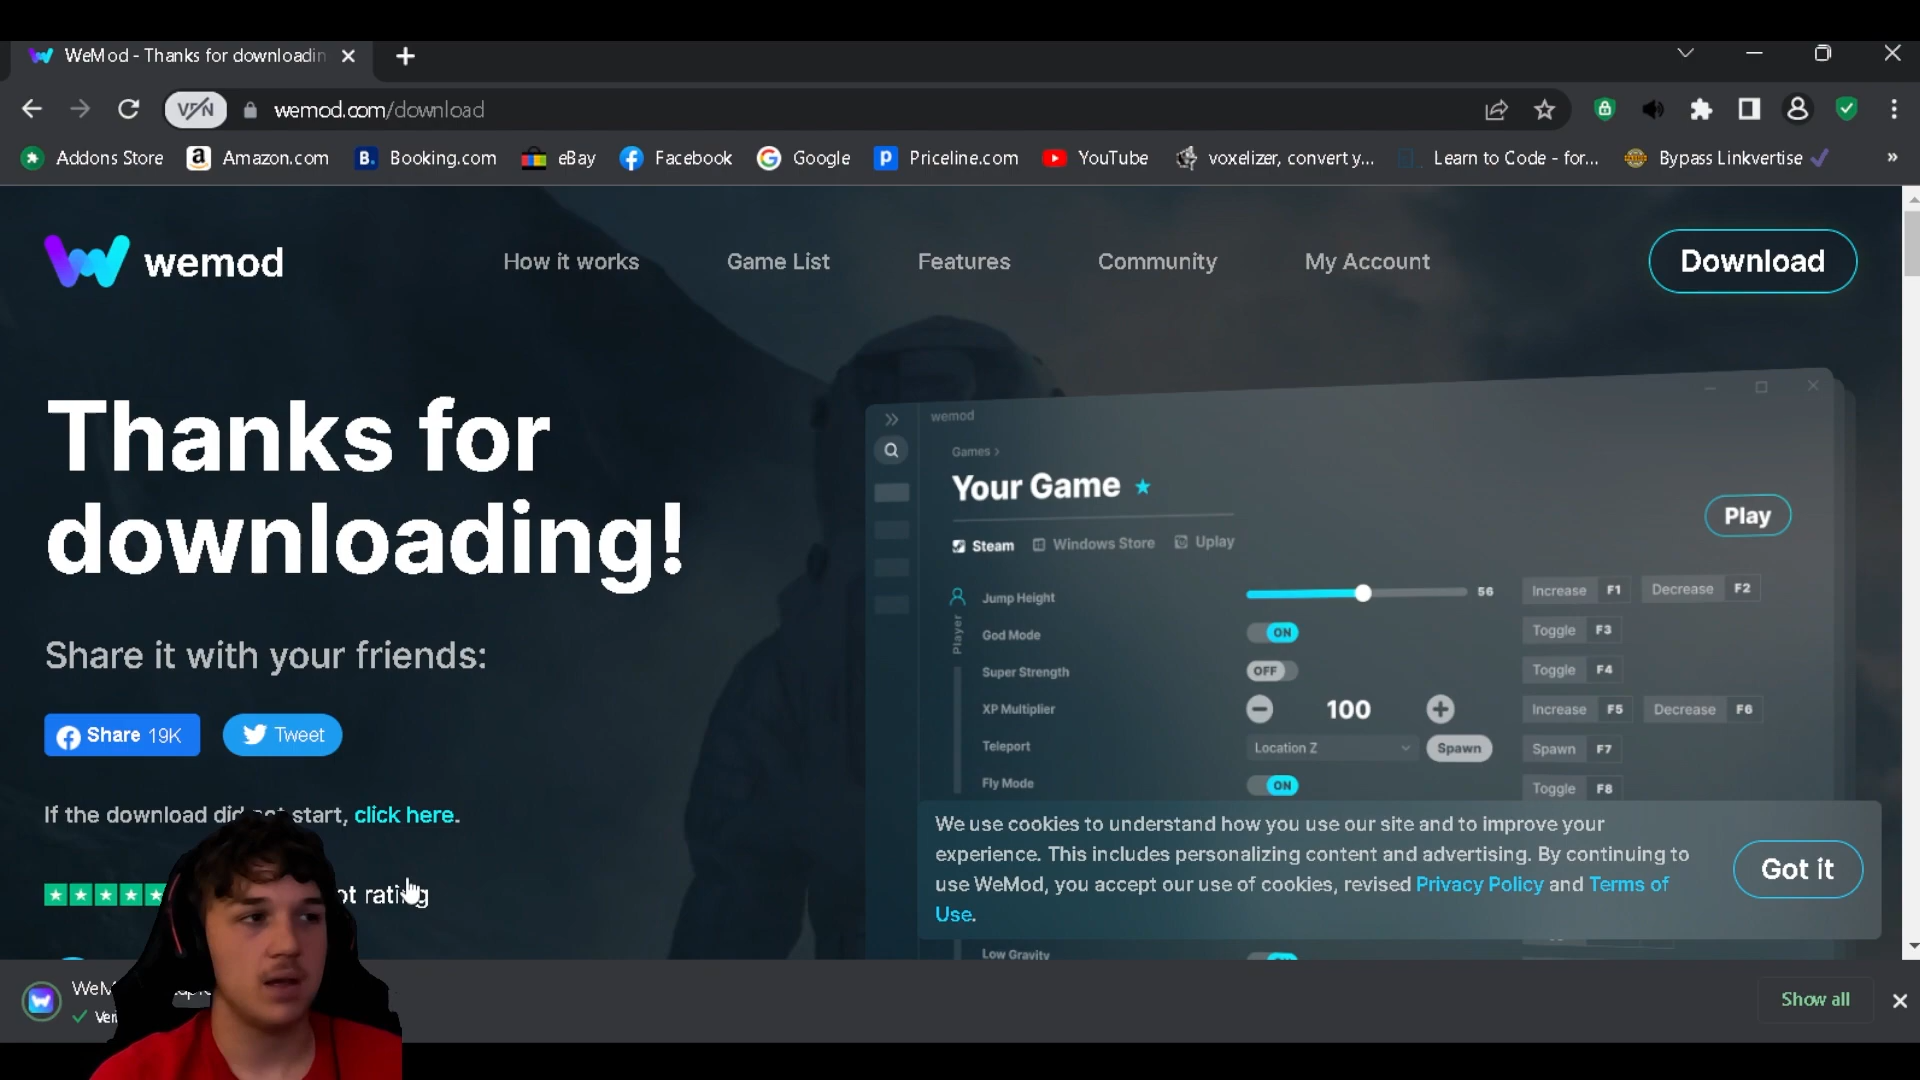 WeMod - Thanks for downloadin
VPN
wemod.com/download
Addons Store
Amazon.com
Booking.com
eBay
Facebook
Google
Priceline.com
YouTube
voxelizer, convert y...
Learn to Code - for...
Bypass Linkvertise
»
wemod
How it works
Game List
Features
Community
My Account
Download
Thanks for
downloading!
Share it with your friends:
Share 19K
Tweet
If the download did start, click here.
rating
wemod
Games >
Your Game
Play
Steam
Windows Store
Uplay
Player
Jump Height 56 Increase F1 Decrease F2
God Mode ON Toggle F3
Super Strength OFF Toggle F4
XP Multiplier 100 Increase F5 Decrease F6
Teleport Location Z Spawn Spawn F7
Fly Mode ON Toggle F8
Low Gravity
We use cookies to understand how you use our site and to improve your
experience. This includes personalizing content and advertising. By continuing to
use WeMod, you accept our use of cookies, revised Privacy Policy and Terms of
Use.
Got it
Show all